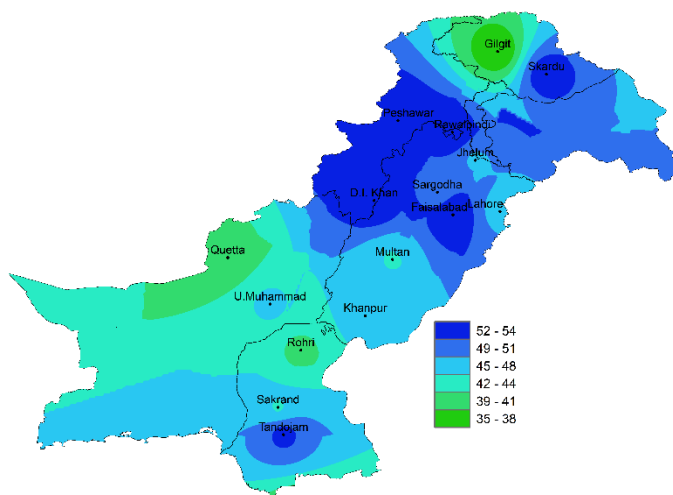 Gilgit
Skardu
Peshawar
Rawalpindi
Jhelum
Sargodha
D.I. Khan
Faisalabad
Lahore
Quetta
Multan
U.Muhammad
Khanpur
Rohri
Sakrand
Tandojam
52 - 54
49 - 51
45 - 48
42 - 44
39 - 41
35 - 38